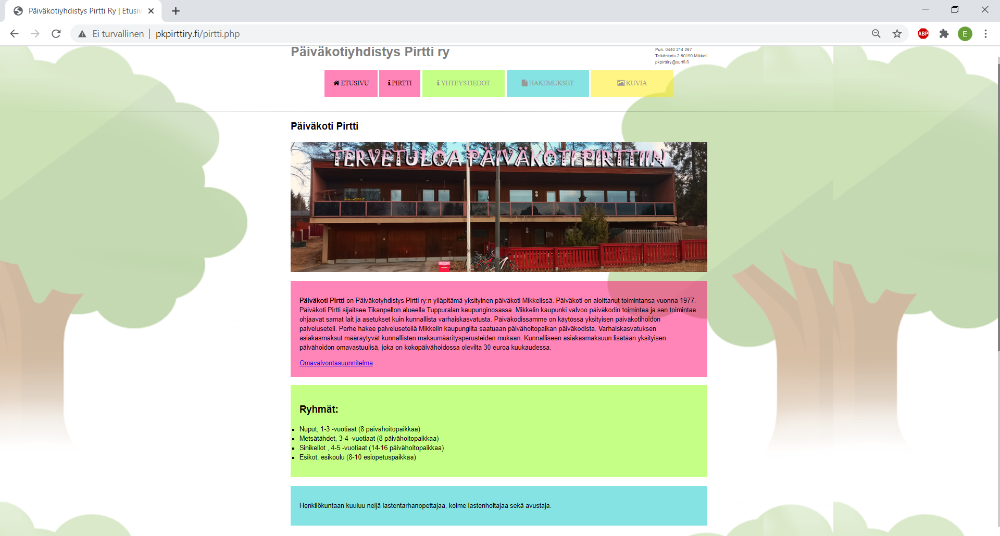 Päiväkotiyhdistys Pirtti Ry | Etusiv
Ei turvallinen | pkpirttiry.fi/pirtti.php
ABP
E
Päiväkotiyhdistys Pirtti ry
Puh. 0440 214 297
Telkänkatu 2 50190 Mikkeli
pkpirttiry@surffi.fi
ETUSIVU PIRTTI YHTEYSTIEDOT HAKEMUKSET KUVIA
Päiväkoti Pirtti
TERVETULOA PÄIVÄKOTI PIRTTIIN
Päiväkoti Pirtti on Päiväkotyhdistys Pirtti ry:n ylläpitämä yksityinen päiväkoti Mikkelissä. Päiväkoti on aloittanut toimintansa vuonna 1977.
Päiväkoti Pirtti sijaitsee Tikanpellon alueella Tuppuralan kaupunginosassa. Mikkelin kaupunki valvoo päiväkodin toimintaa ja sen toimintaa
ohjaavat samat lait ja asetukset kuin kunnallista varhaiskasvatusta. Päiväkodissamme on käytössä yksityisen päiväkotihoidon
palveluseteli. Perhe hakee palveluseteliä Mikkelin kaupungilta saatuaan päivähoitopaikan päiväkodista. Varhaiskasvatuksen
asiakasmaksut määräytyvät kunnallisten maksumääritysperusteiden mukaan. Kunnalliseen asiakasmaksuun lisätään yksityisen
päivähoidon omavastuulisä, joka on kokopäivähoidossa olevilta 30 euroa kuukaudessa.
Omavalvontasuunnitelma
Ryhmät:
Nuput, 1-3 -vuotiaat (8 päivähoitopaikkaa)
Metsätähdet, 3-4 -vuotiaat (8 päivähoitopaikkaa)
Sinikellot , 4-5 -vuotiaat (14-16 päivähoitopaikkaa)
Esikot, esikoulu (8-10 esiopetuspaikkaa)
Henkilökuntaan kuuluu neljä lastentarhanopettajaa, kolme lastenhoitajaa sekä avustaja.